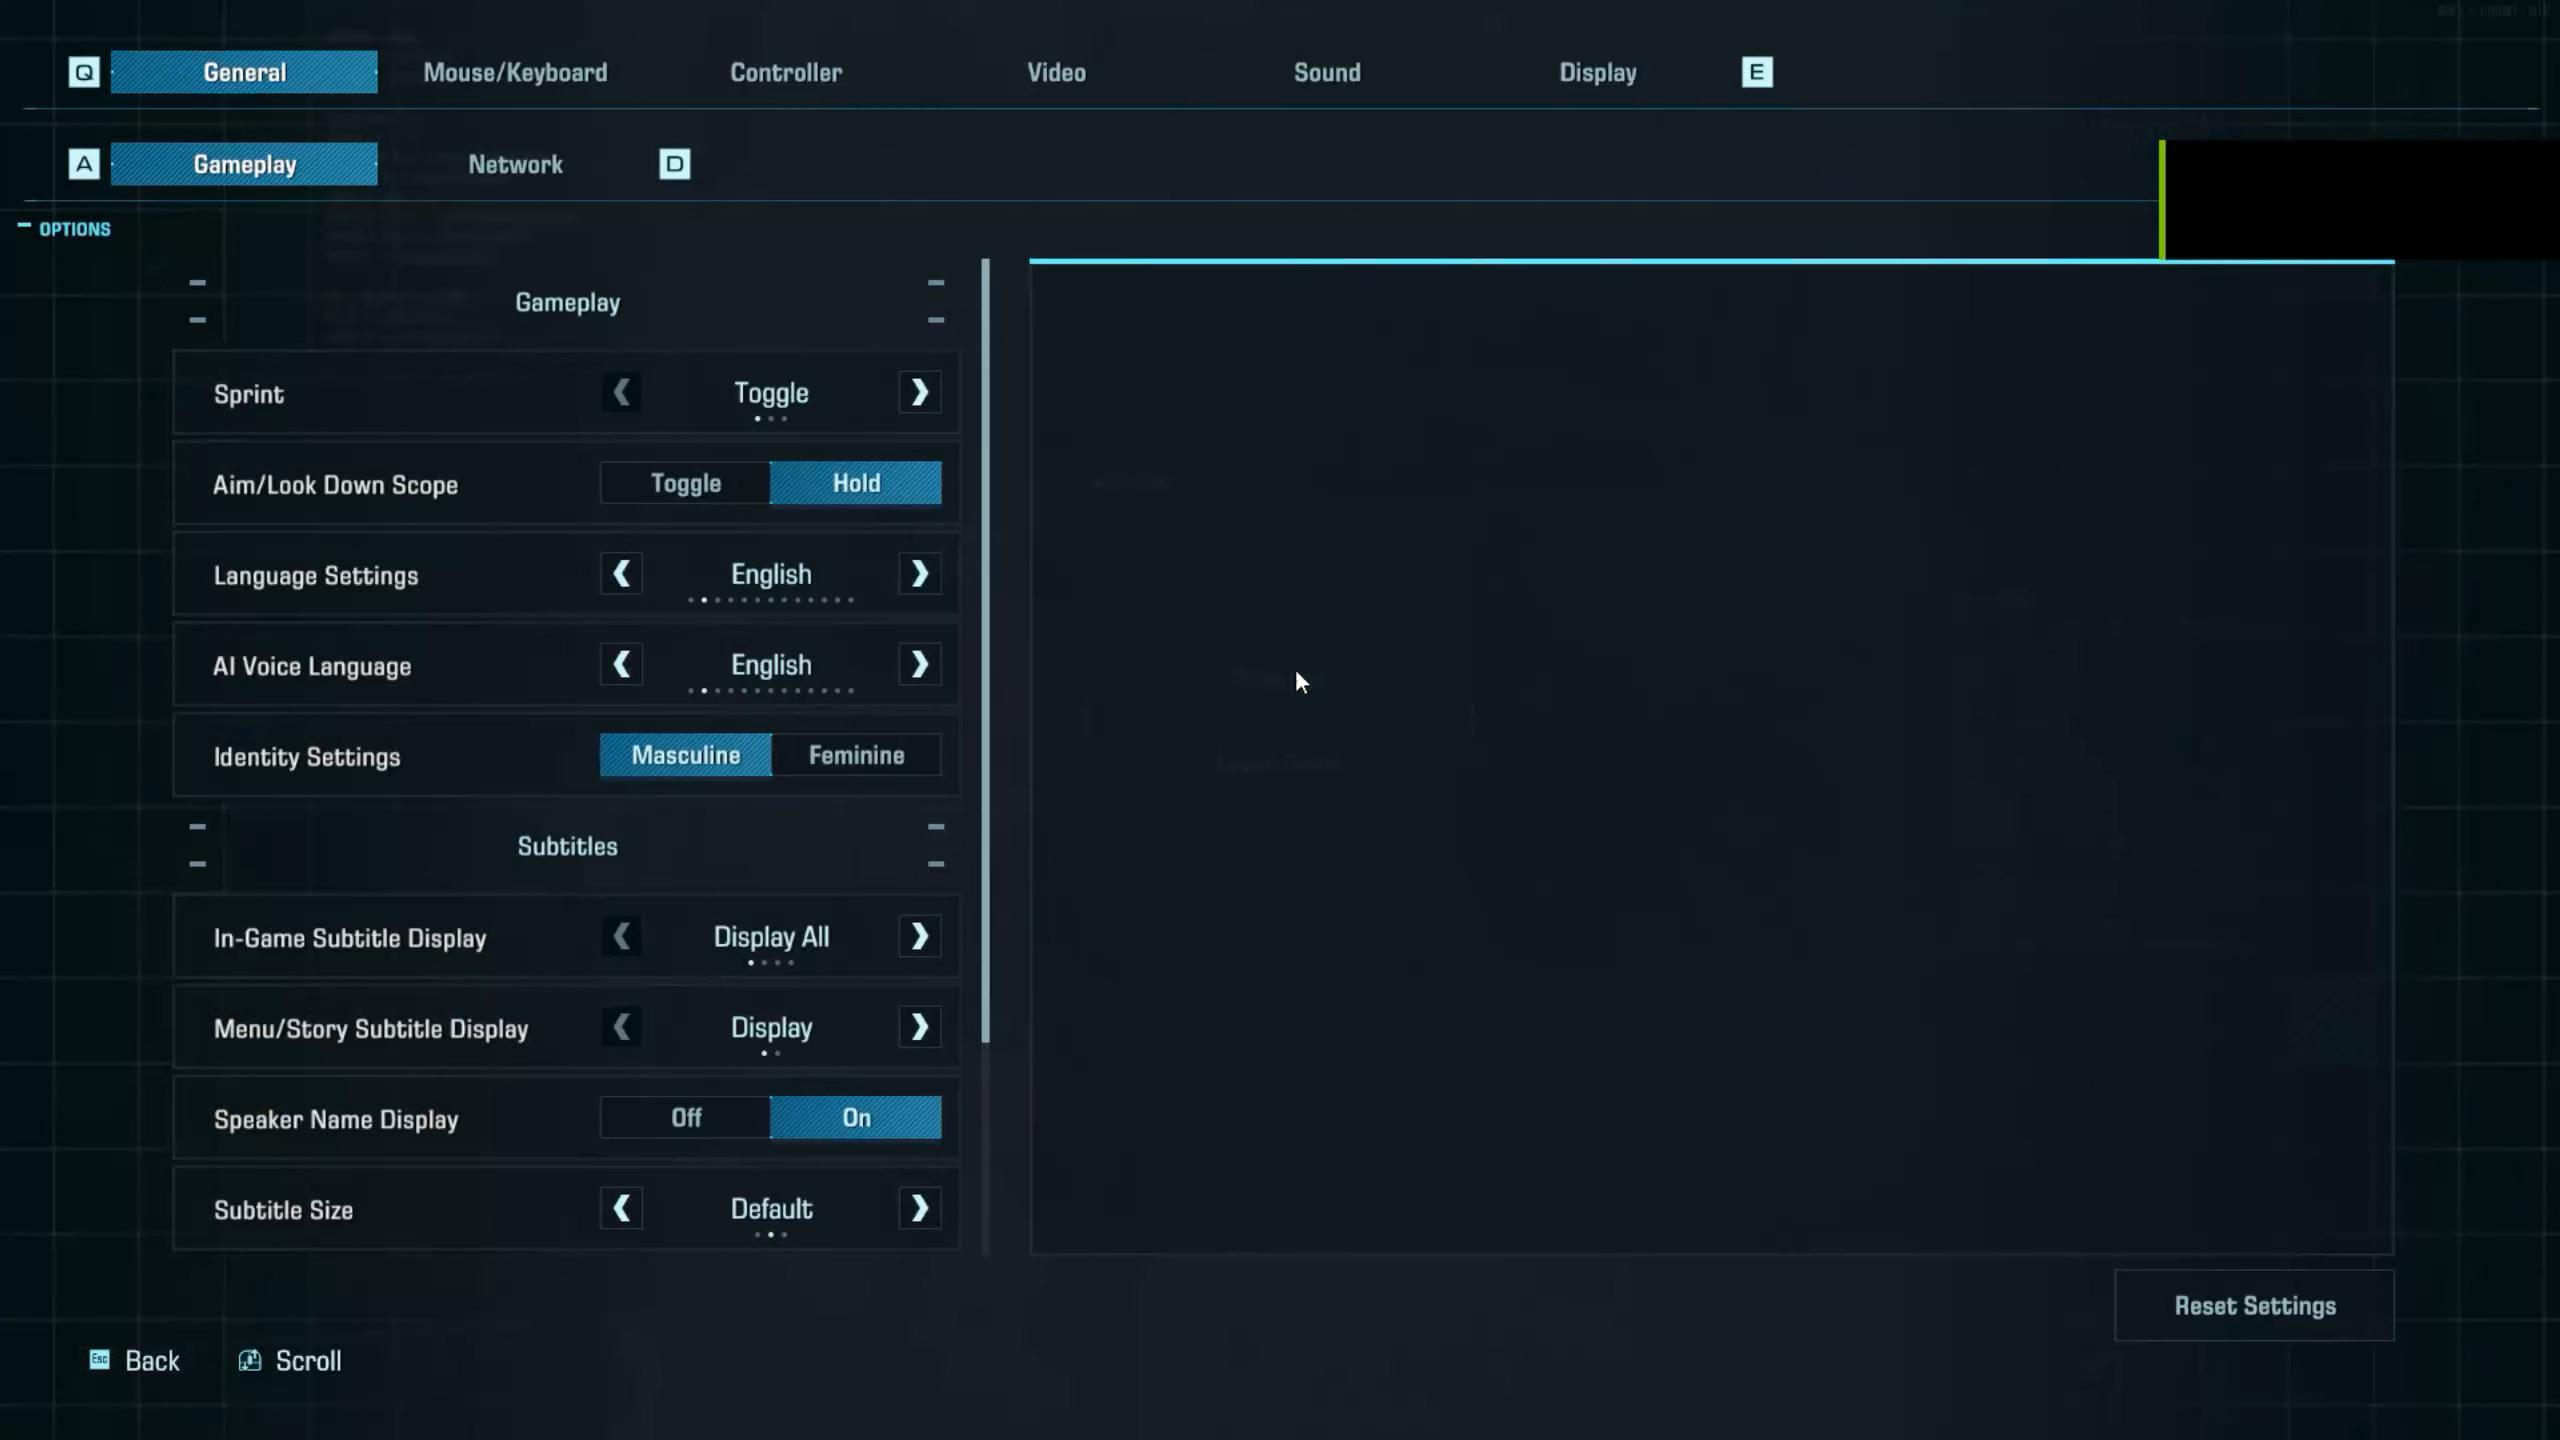 Q General Mouse/Keyboard Controller Video Sound Display E
A Gameplay Network D
OPTIONS
Gameplay
Sprint Toggle
Aim/Look Down Scope Toggle Hold
Language Settings English
AI Voice Language English
Identity Settings Masculine Feminine
Subtitles
In-Game Subtitle Display Display All
Menu/Story Subtitle Display Display
Speaker Name Display Off On
Subtitle Size Default
Reset Settings
Esc Back Scroll